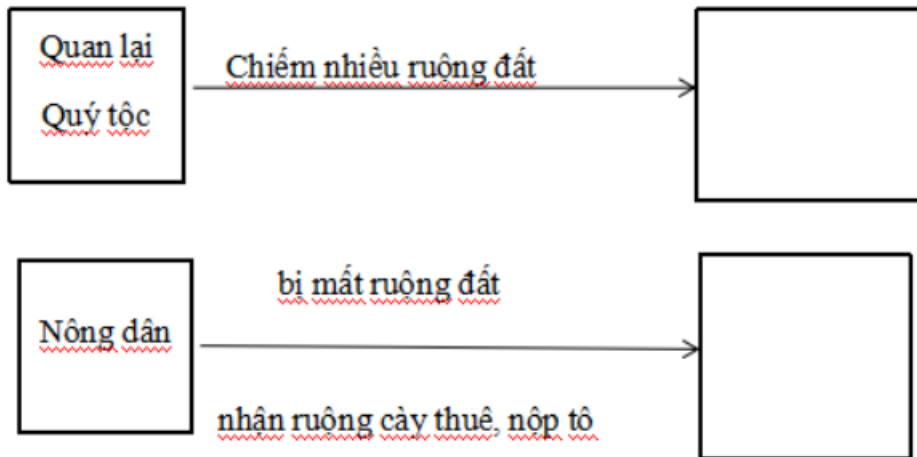 Quan lại
Quý tộc
Chiếm nhiều ruộng đất
bị mất ruộng đất
Nông dân
nhận ruộng cày thuê, nộp tô